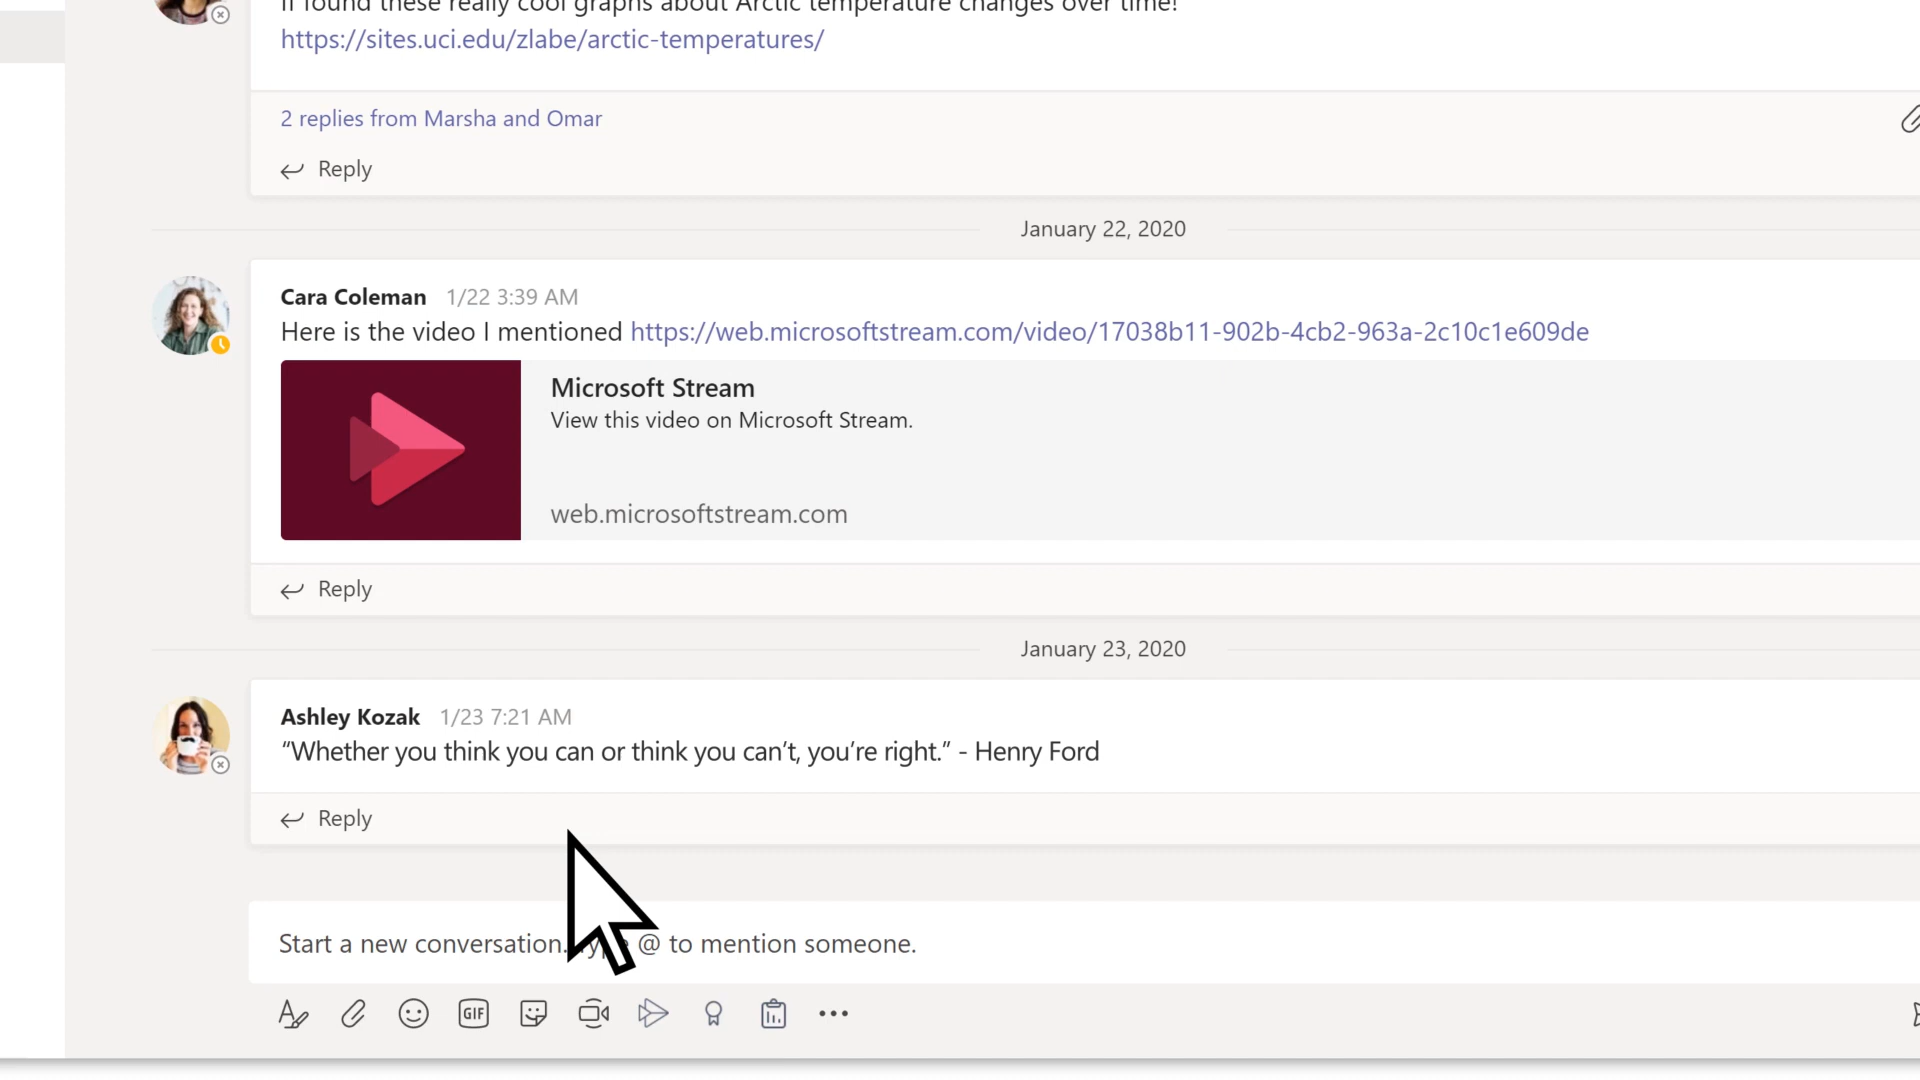 found these really cool graphs about Arctic temperature changes over time!
https://sites.uci.edu/zlabe/arctic-temperatures/
2 replies from Marsha and Omar
Reply
January 22, 2020
Cara Coleman 1/22 3:39 AM
Here is the video I mentioned https://web.microsoftstream.com/video/17038b11-902b-4cb2-963a-2c10c1e609de
Microsoft Stream
View this video on Microsoft Stream.
web.microsoftstream.com
Reply
January 23, 2020
Ashley Kozak 1/23 7:21 AM
“Whether you think you can or think you can’t, you’re right.” - Henry Ford
Reply
Start a new conversation. @ to mention someone.
GIF